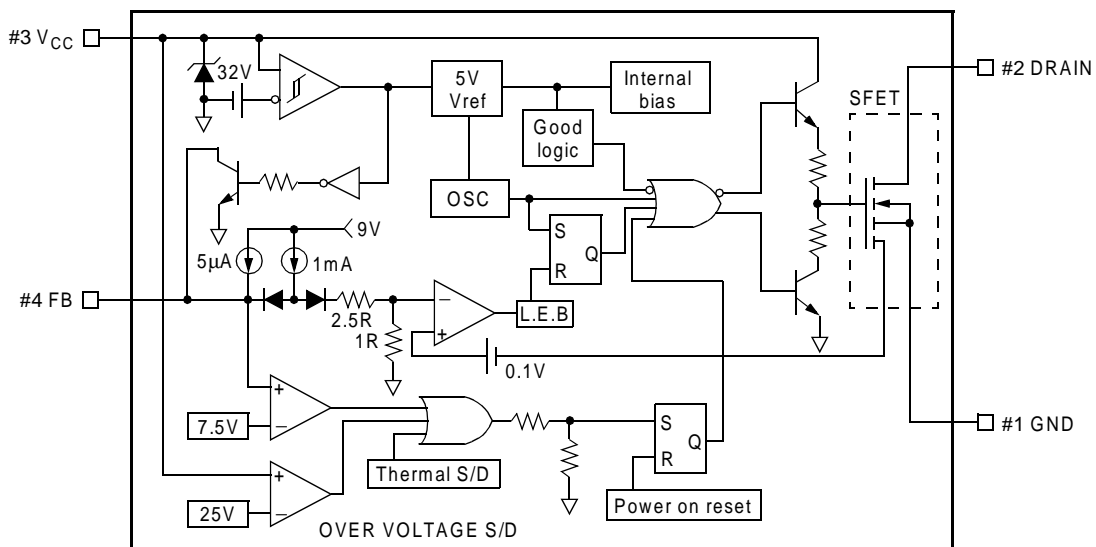 #3 VCC
32V
5V
Vref
Internal
bias
#2 DRAIN
SFET
Good
logic
OSC
9V
5μA
1mA
S
R
Q
#4 FB
2.5R
1R
−
+
L.E.B
0.1V
+
−
7.5V
Thermal S/D
S
R
Q
#1 GND
+
−
25V
Power on reset
OVER VOLTAGE S/D